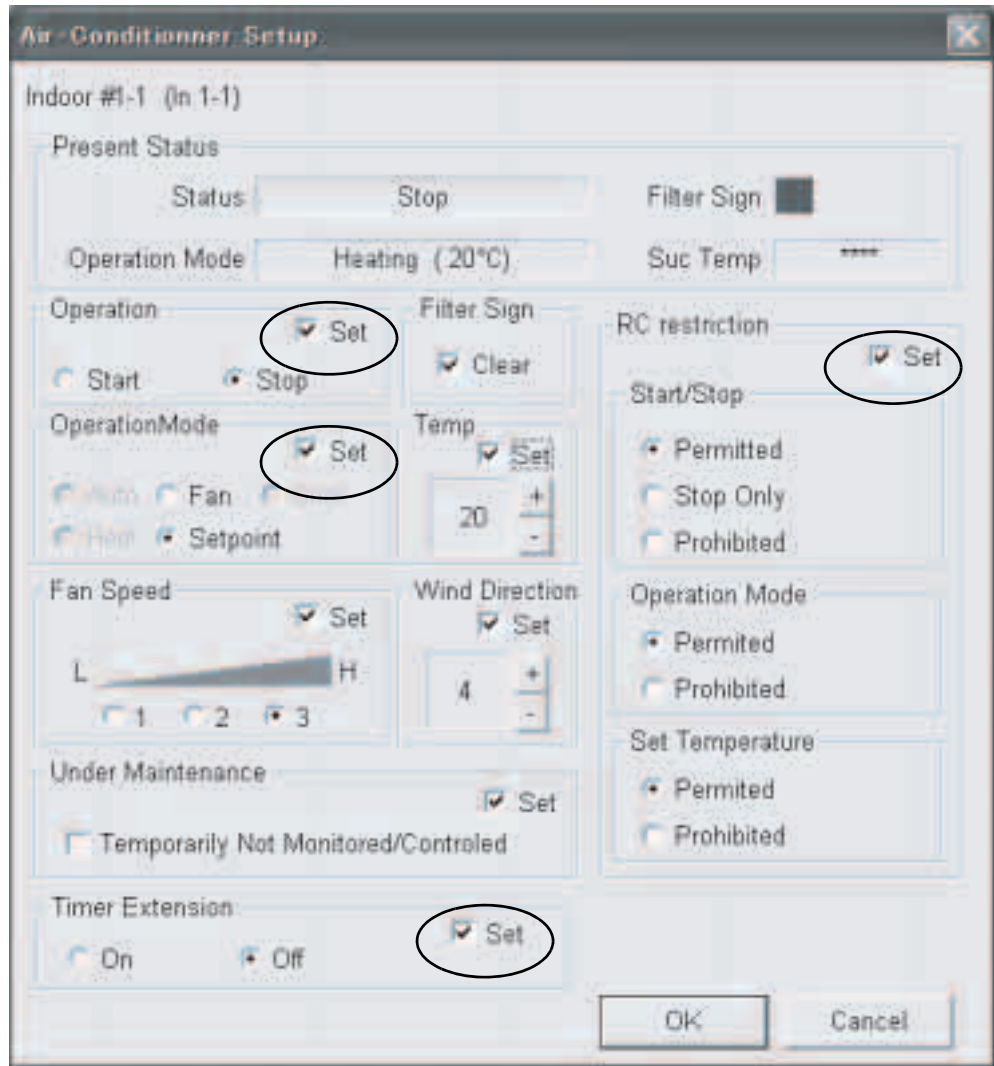 Air-Conditionner Setup
Indoor #1-1 (In 1-1)
Present Status
Status Stop Filter Sign
Operation Mode Heating (20°C) Suc Temp ****
Operation
Set
Start Stop
Filter Sign
Clear
OperationMode
Set
Auto Fan
Heat Setpoint
Temp
Set
20 +
-
Fan Speed
Set
L H
1 2 3
Wind Direction
Set
4 +
-
Under Maintenance
Set
Temporarily Not Monitored/Controled
Timer Extension
Set
On Off
RC restriction
Set
Start/Stop
Permitted
Stop Only
Prohibited
Operation Mode
Permited
Prohibited
Set Temperature
Permited
Prohibited
OK Cancel